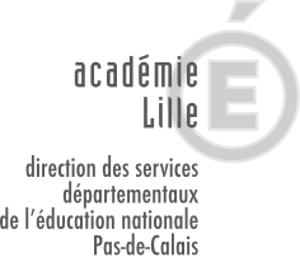 académie
Lille
É
direction des services
départementaux
de l'éducation nationale
Pas-de-Calais